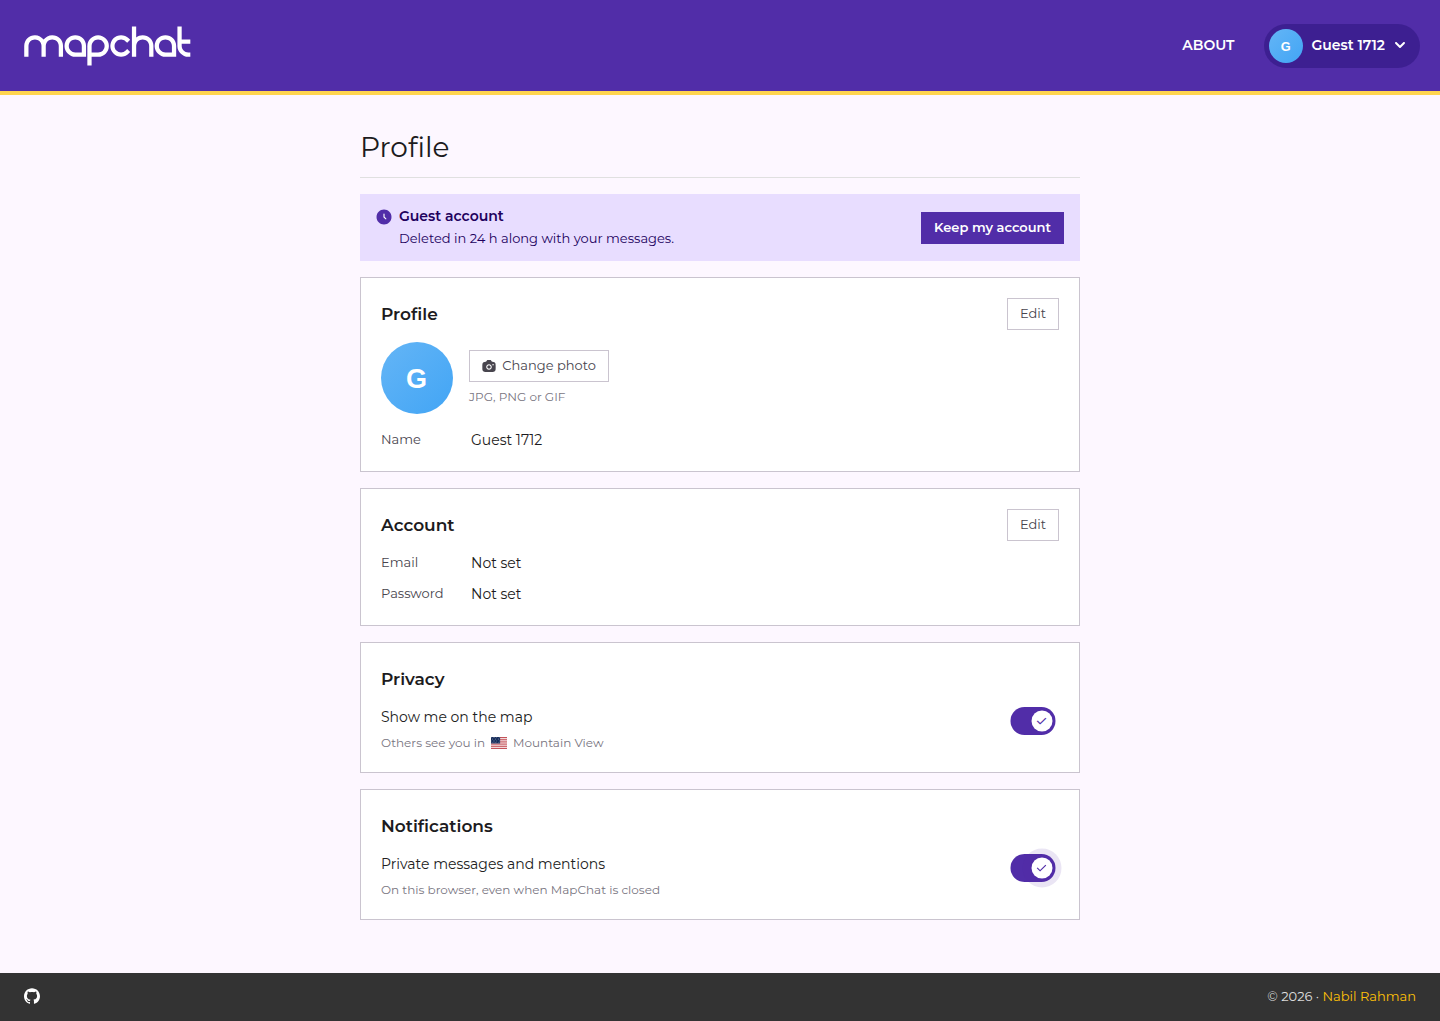 mapchat
ABOUT
G
Guest 1712
Profile
Guest account
Deleted in 24 h along with your messages.
Keep my account
Profile
Edit
G
Change photo
JPG, PNG or GIF
Name
Guest 1712
Account
Edit
Email
Not set
Password
Not set
Privacy
Show me on the map
Others see you in Mountain View
Notifications
Private messages and mentions
On this browser, even when MapChat is closed
© 2026 · Nabil Rahman